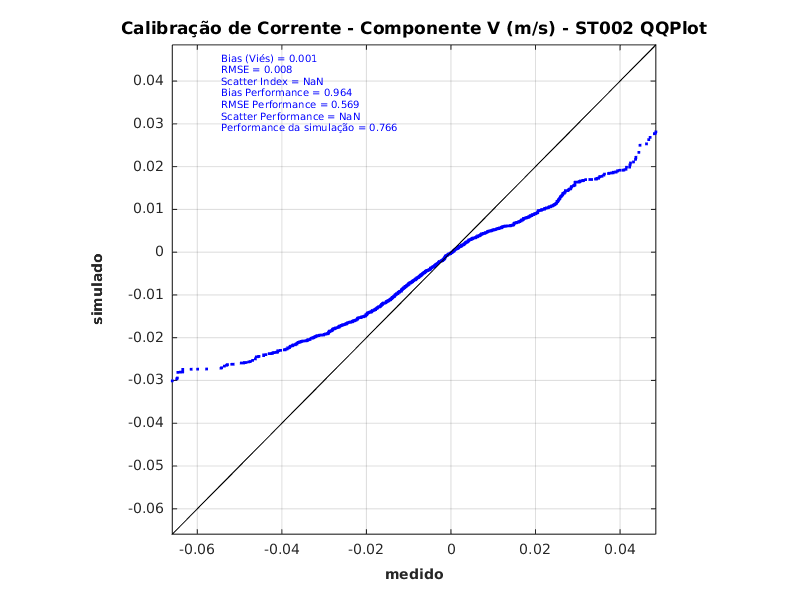 Calibração de Corrente - Componente V (m/s) - ST002 QQPlot
Bias (Viés) = 0.001
RMSE = 0.008
Scatter Index = NaN
Bias Performance = 0.964
RMSE Performance = 0.569
Scatter Performance = NaN
Performance da simulação = 0.766
0.04
0.03
0.02
0.01
0
-0.01
-0.02
-0.03
-0.04
-0.05
-0.06
simulado
-0.06
-0.04
-0.02
0
0.02
0.04
medido